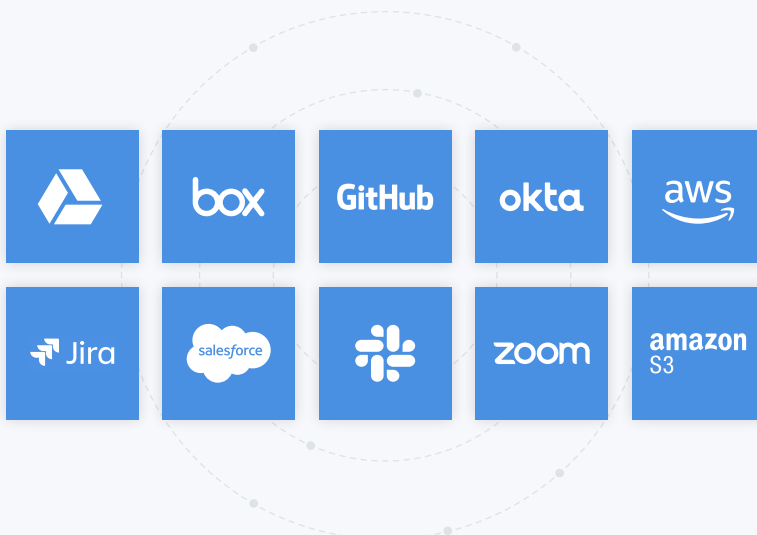 box
GitHub
okta
aws
Jira
salesforce
zoom
amazon
S3